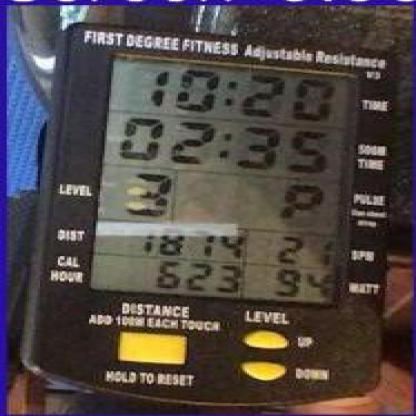 FIRST DEGREE FITNESS Adjustable Resistance
10:20 TIME
02:35 500M TIME
LEVEL 3 P PULSE
DIST 1874 21 SPM
CAL HOUR 623 94 WATT
DISTANCE
ADD 100M EACH TOUCH
LEVEL
UP
DOWN
HOLD TO RESET